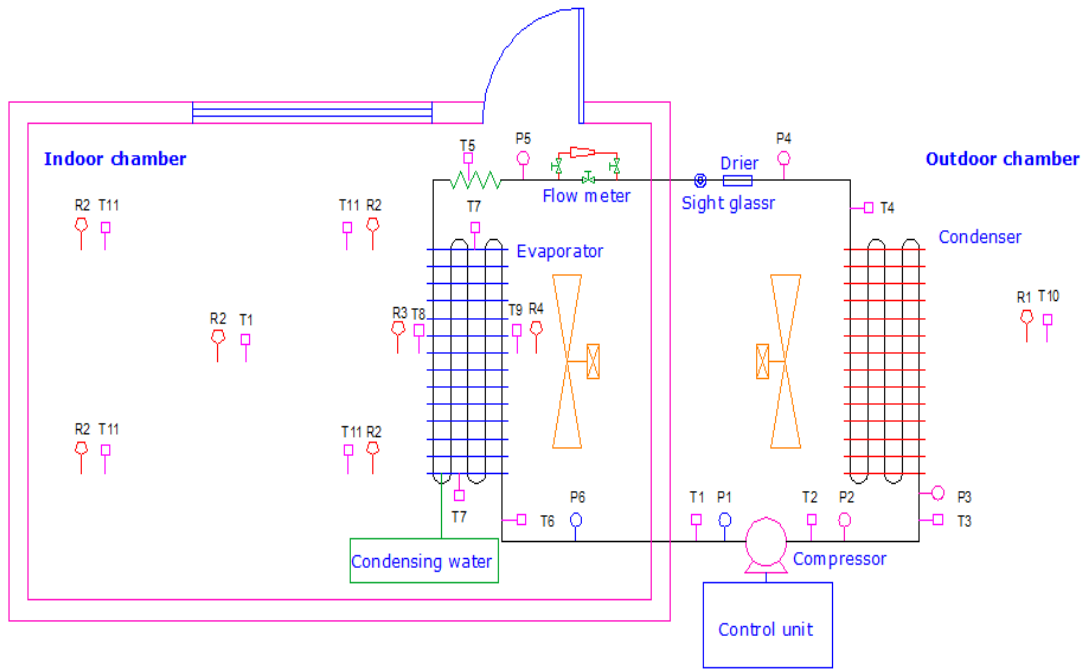 P5
P4
T5
Indoor chamber
Drier
Outdoor chamber
Flow meter
Sight glassr
R2 T11
T11 R2
T7
T4
Evaporator
Condenser
R1 T10
R3 T8
T9 R4
R2 T1
R2 T11
T11 R2
T7
T6
P6
T1 P1
T2 P2
P3
T3
Condensing water
Compressor
Control unit